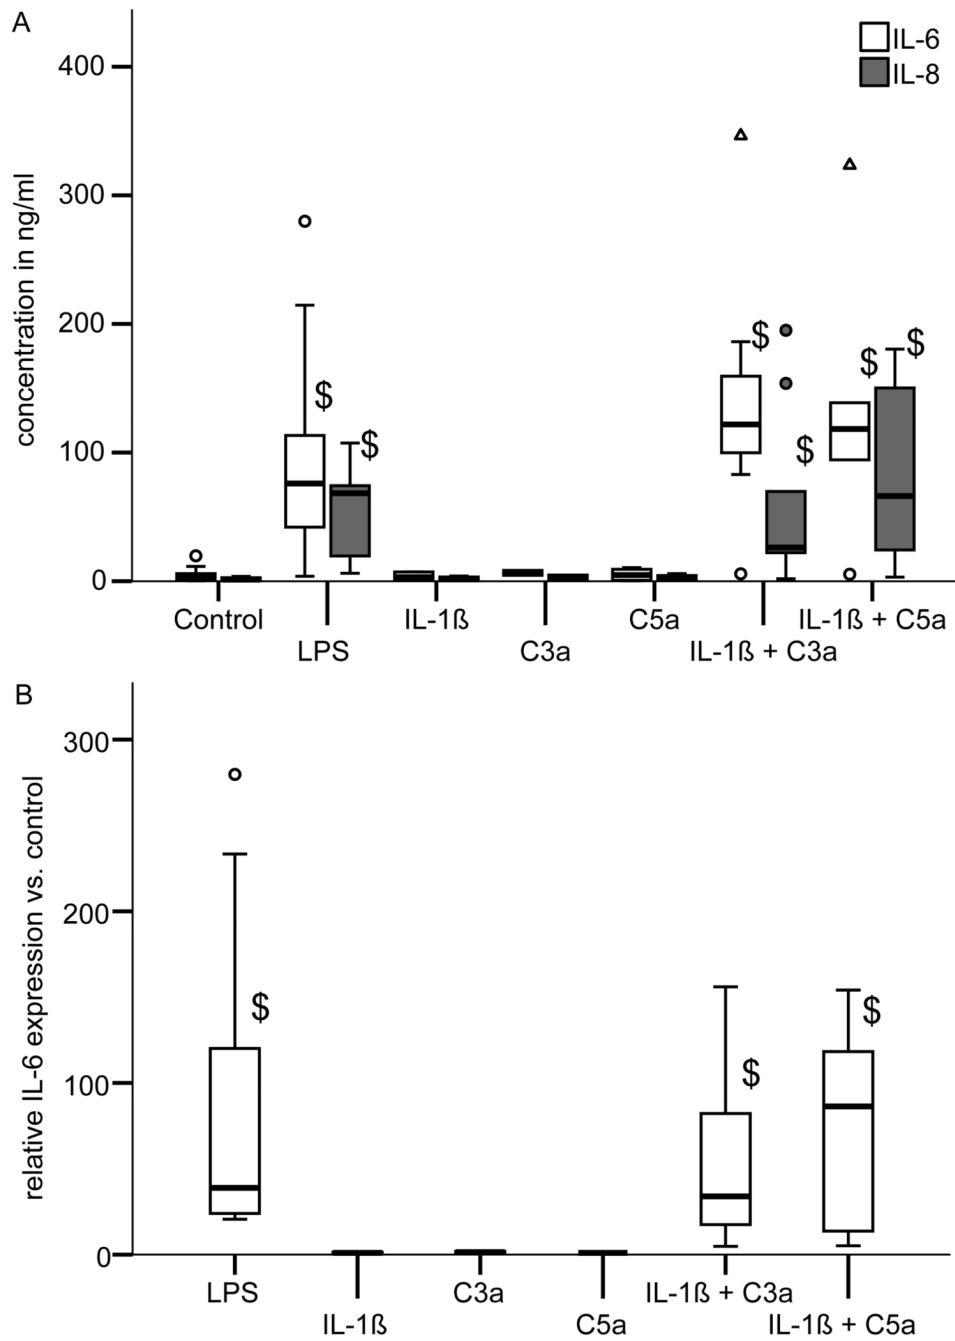 A
IL-6
IL-8
concentration in ng/ml
400
300
200
100
0
$
$
$
$
$
$
Control
LPS
IL-1ß
C3a
C5a
IL-1ß + C3a
IL-1ß + C5a
B
relative IL-6 expression vs. control
300
200
100
0
$
$
$
LPS
IL-1ß
C3a
C5a
IL-1ß + C3a
IL-1ß + C5a